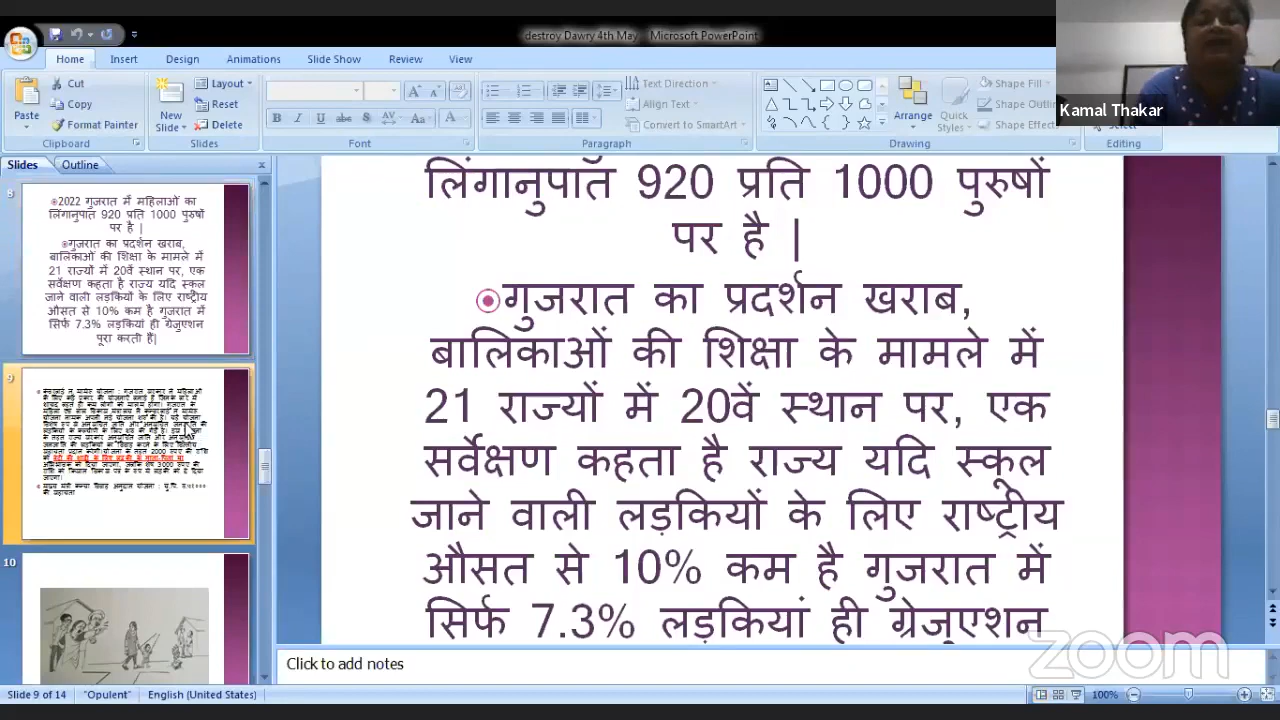 destroy Dawry 4th May - Microsoft PowerPoint
Home Insert Design Slide Show Animations Review View
Paste
Cut
Copy
Format Painter
Clipboard
New
Slide
Layout
Reset
Delete
Slides
B I U abc S AV Aa A
Font
Text Direction
Align Text
Convert to SmartArt
Paragraph
Arrange
Quick
Styles
Shape Fill
Shape Outl
Shape Effects
Drawing
Select
Editing
Kamal Thakar
Slides Outline
8
2022 गुजरात में महिलाओं का
लिंगानुपात 920 प्रति 1000 पुरुषों
पर है |
गुजरात का प्रदर्शन खराब,
बालिकाओं की शिक्षा के मामले में
21 राज्यों में 20वें स्थान पर, एक
सर्वेक्षण कहता है राज्य यदि स्कूल
जाने वाली लड़कियों के लिए राष्ट्रीय
औसत से 10% कम है गुजरात में
सिर्फ 7.3% लड़कियां ही ग्रेजुएशन
पूरा करती हैं|
9
10
लिंगानुपात 920 प्रति 1000 पुरुषों
पर है |
गुजरात का प्रदर्शन खराब,
बालिकाओं की शिक्षा के मामले में
21 राज्यों में 20वें स्थान पर, एक
सर्वेक्षण कहता है राज्य यदि स्कूल
जाने वाली लड़कियों के लिए राष्ट्रीय
औसत से 10% कम है गुजरात में
सिर्फ 7.3% लड़कियां ही ग्रेजुएशन
Click to add notes
zoom
Slide 9 of 14 "Opulent" English (United States) 100%